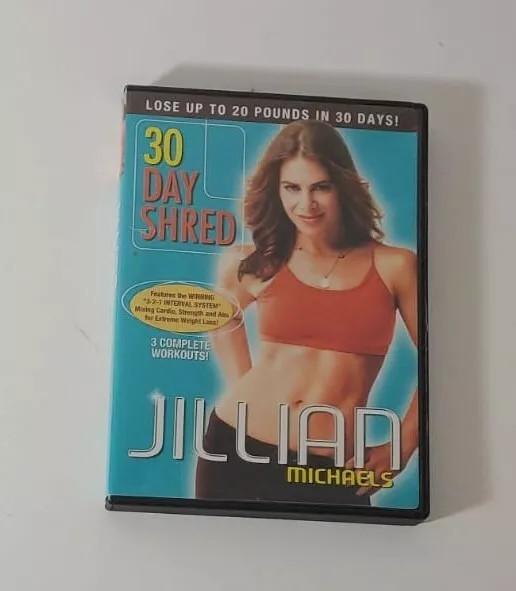 LOSE UP TO 20 POUNDS IN 30 DAYS!
30
DAY
SHRED
Features the WINNING
"3-2-1 INTERVAL SYSTEM"
Mixing Cardio, Strength and Abs
for Extreme Weight Loss!
3 COMPLETE
WORKOUTS!
JILLIAN
MICHAELS